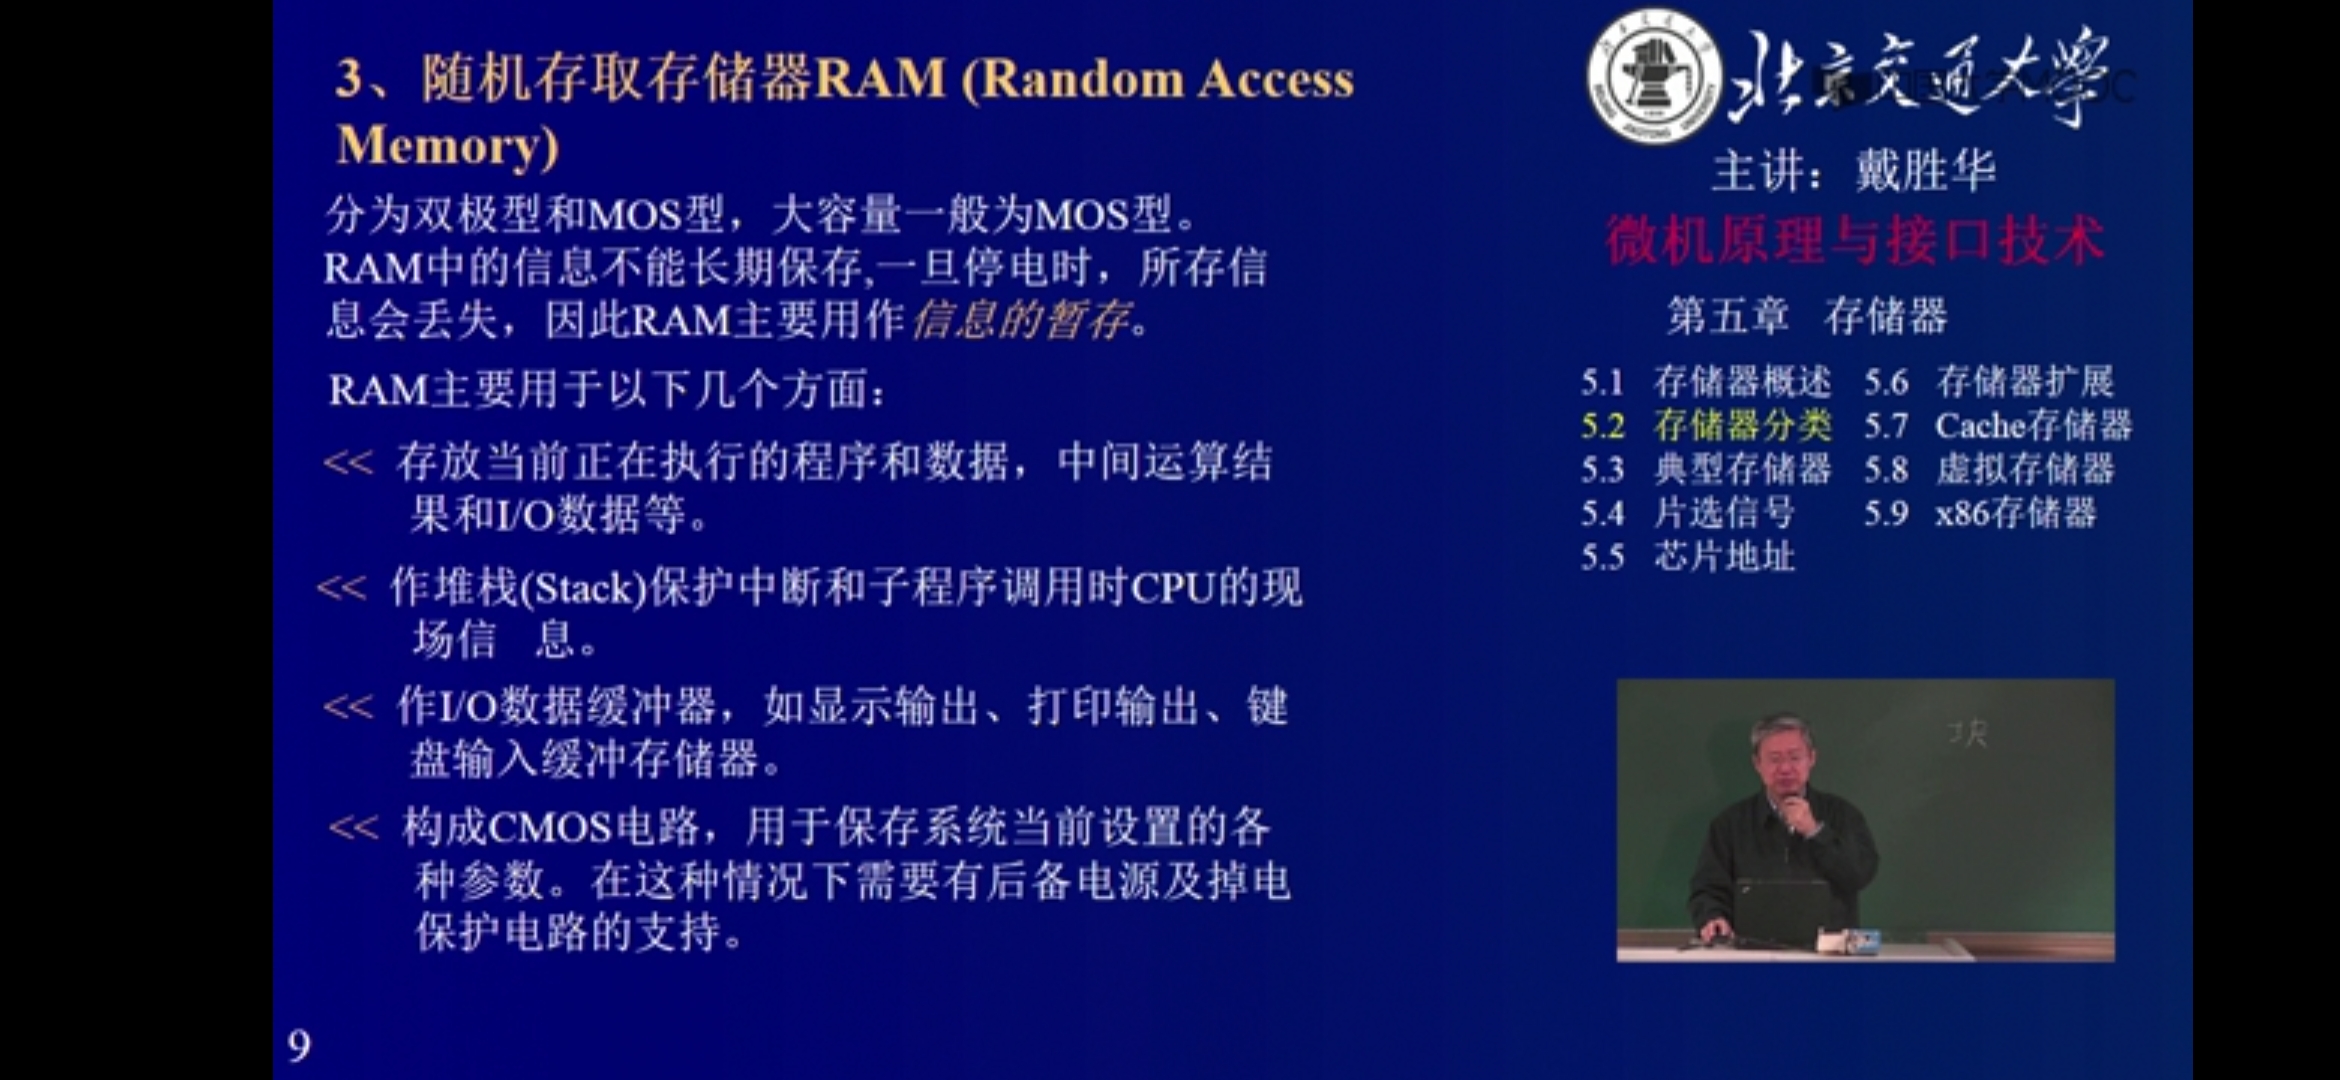 3、随机存取存储器RAM (Random Access
Memory)
分为双极型和MOS型，大容量一般为MOS型。
RAM中的信息不能长期保存,一旦停电时，所存信
息会丢失，因此RAM主要用作信息的暂存。
RAM主要用于以下几个方面：
<< 存放当前正在执行的程序和数据，中间运算结
果和I/O数据等。
<< 作堆栈(Stack)保护中断和子程序调用时CPU的现
场信 息。
<< 作I/O数据缓冲器，如显示输出、打印输出、键
盘输入缓冲存储器。
<< 构成CMOS电路，用于保存系统当前设置的各
种参数。在这种情况下需要有后备电源及掉电
保护电路的支持。
9
北京交通大学
主讲：戴胜华
微机原理与接口技术
第五章 存储器
5.1 存储器概述 5.6 存储器扩展
5.2 存储器分类 5.7 Cache存储器
5.3 典型存储器 5.8 虚拟存储器
5.4 片选信号 5.9 x86存储器
5.5 芯片地址